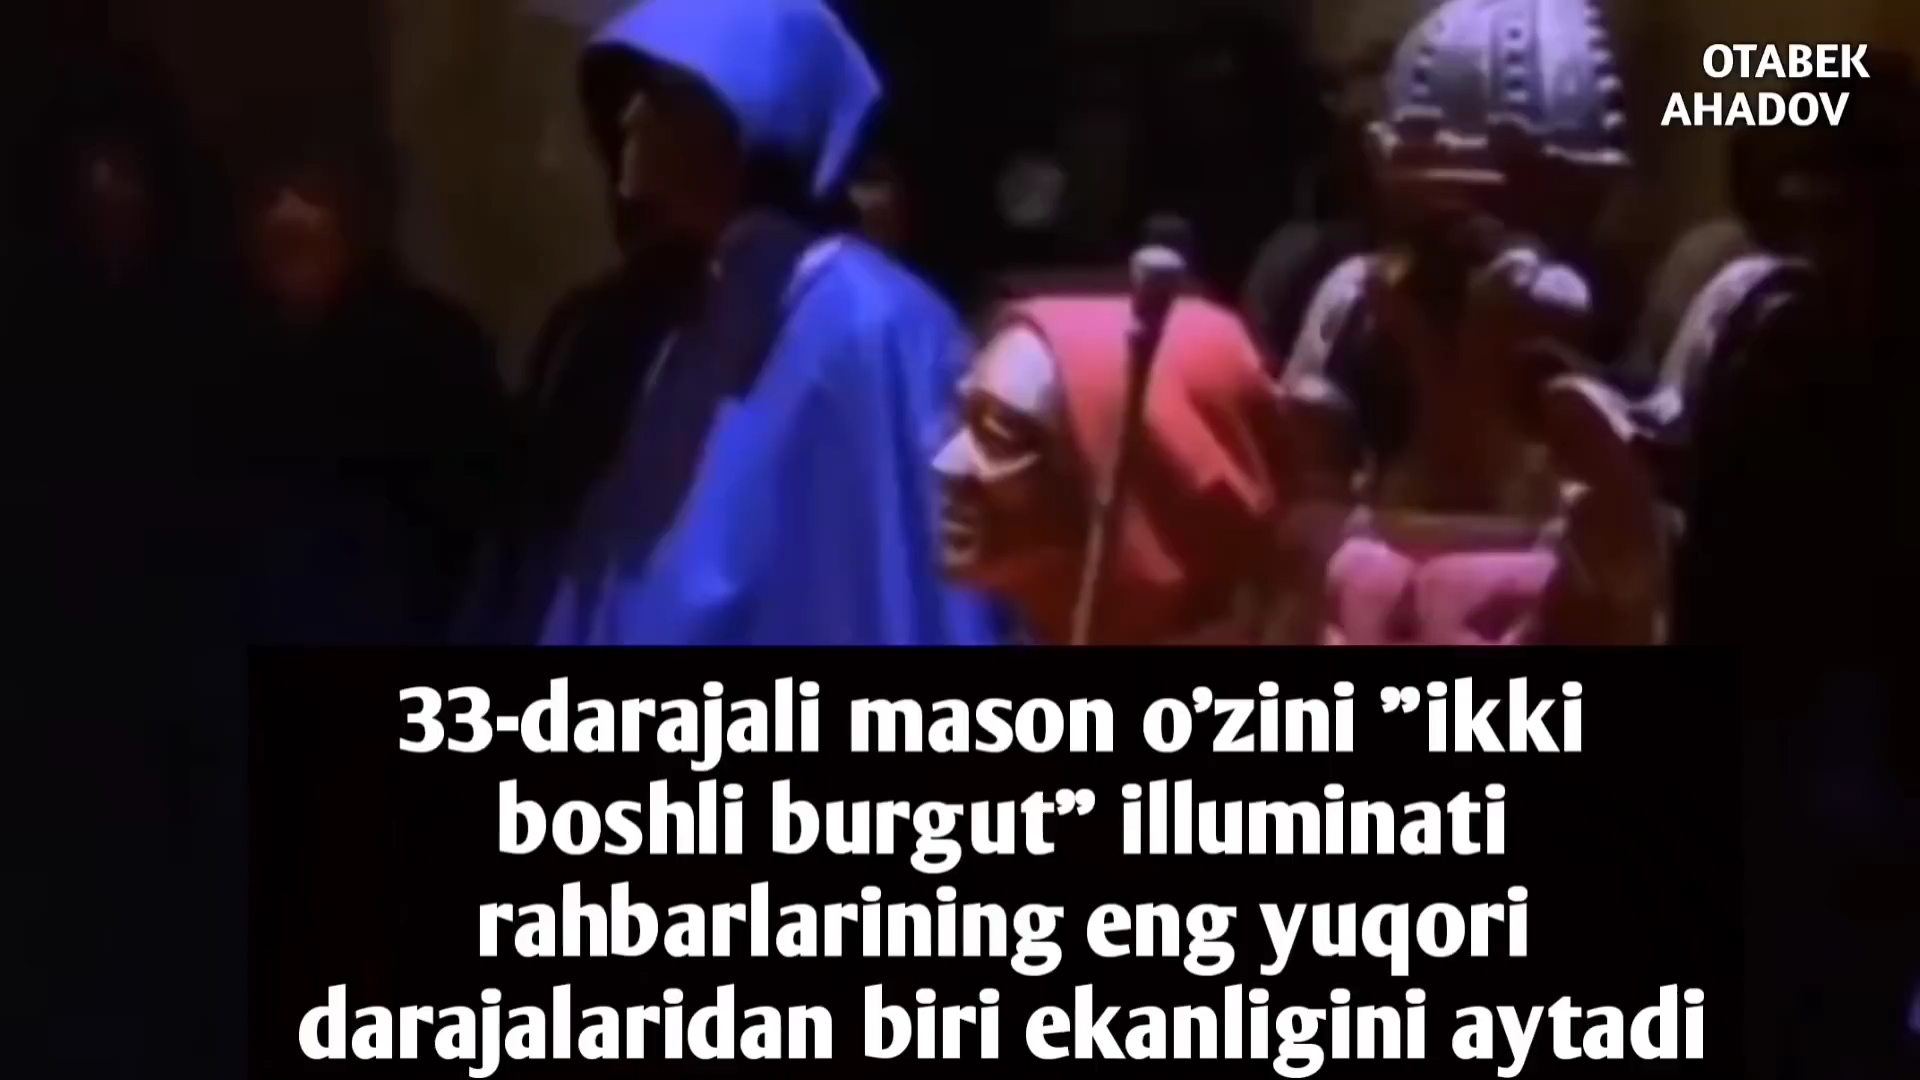 OTABEK
AHADOV
33-darajali mason o’zini ”ikki
boshli burgut” illuminati
rahbarlarining eng yuqori
darajalaridan biri ekanligini aytadi